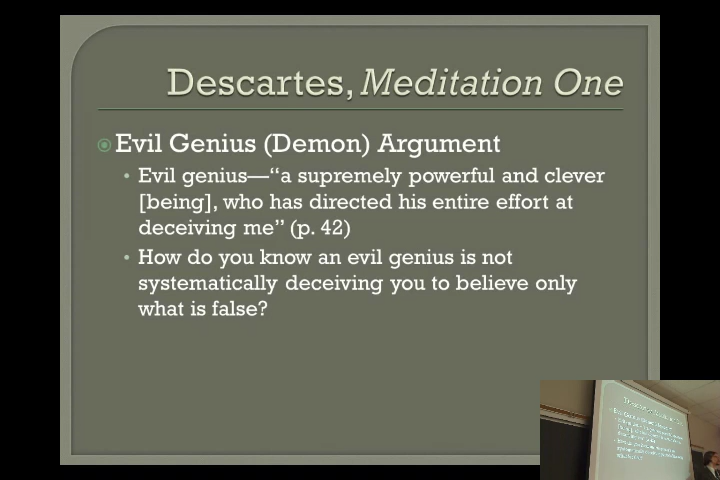 Descartes, Meditation One
Evil Genius (Demon) Argument
Evil genius—“a supremely powerful and clever
[being], who has directed his entire effort at
deceiving me” (p. 42)
How do you know an evil genius is not
systematically deceiving you to believe only
what is false?